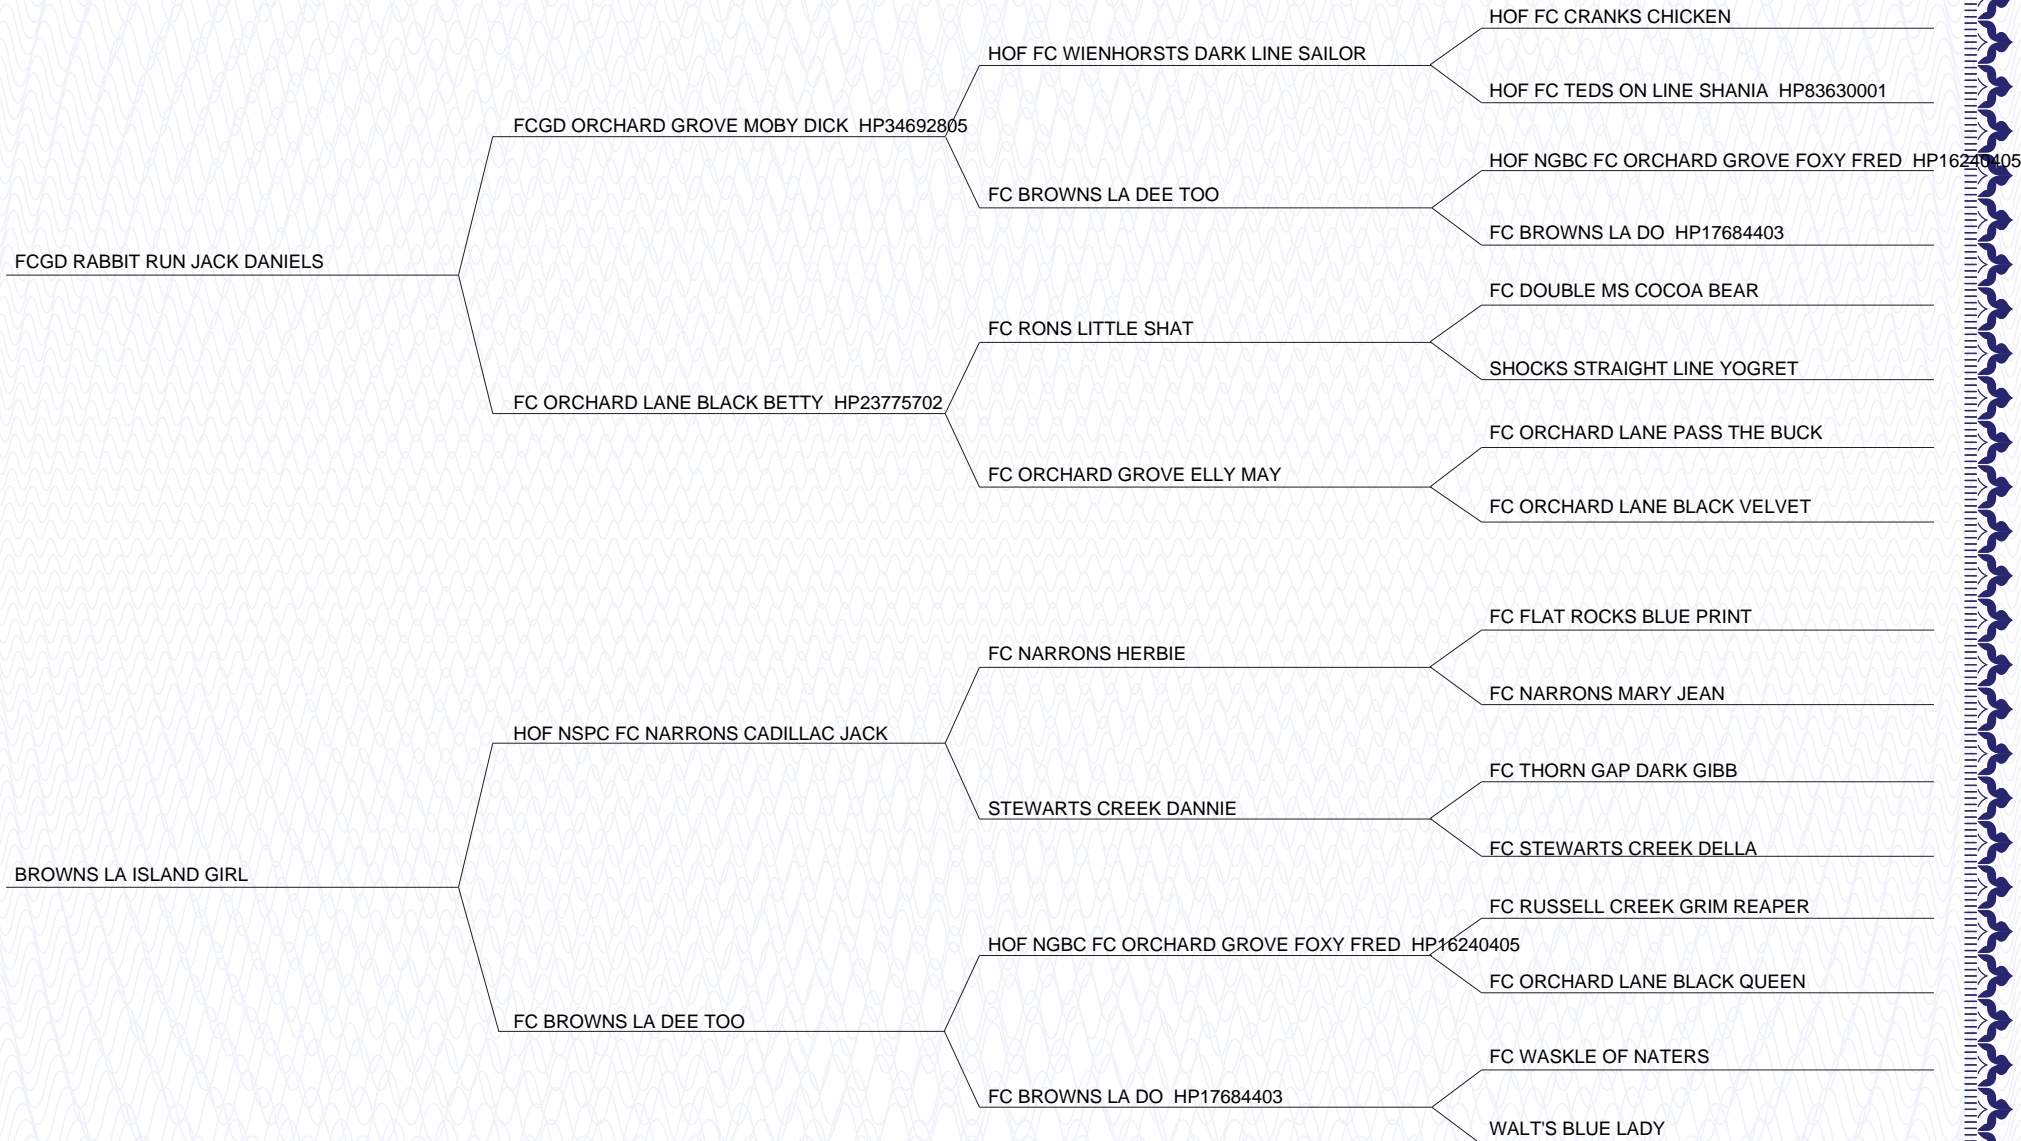 HOF FC CRANKS CHICKEN
HOF FC WIENHORSTS DARK LINE SAILOR
HOF FC TEDS ON LINE SHANIA HP83630001
FCGD ORCHARD GROVE MOBY DICK HP34692805
HOF NGBC FC ORCHARD GROVE FOXY FRED HP16240405
FC BROWNS LA DEE TOO
FC BROWNS LA DO HP17684403
FCGD RABBIT RUN JACK DANIELS
FC DOUBLE MS COCOA BEAR
FC RONS LITTLE SHAT
SHOCKS STRAIGHT LINE YOGRET
FC ORCHARD LANE BLACK BETTY HP23775702
FC ORCHARD LANE PASS THE BUCK
FC ORCHARD GROVE ELLY MAY
FC ORCHARD LANE BLACK VELVET
FC FLAT ROCKS BLUE PRINT
FC NARRONS HERBIE
FC NARRONS MARY JEAN
HOF NSPC FC NARRONS CADILLAC JACK
FC THORN GAP DARK GIBB
STEWARTS CREEK DANNIE
FC STEWARTS CREEK DELLA
BROWNS LA ISLAND GIRL
FC RUSSELL CREEK GRIM REAPER
HOF NGBC FC ORCHARD GROVE FOXY FRED HP16240405
FC ORCHARD LANE BLACK QUEEN
FC BROWNS LA DEE TOO
FC WASKLE OF NATERS
FC BROWNS LA DO HP17684403
WALT'S BLUE LADY